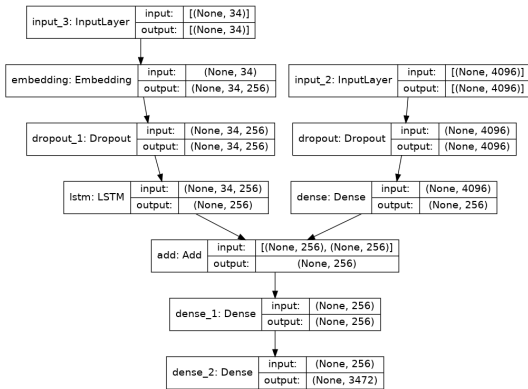 input_3: InputLayer input: [(None, 34)]
output: [(None, 34)]
embedding: Embedding input: (None, 34)
output: (None, 34, 256)
input_2: InputLayer input: [(None, 4096)]
output: [(None, 4096)]
dropout_1: Dropout input: (None, 34, 256)
output: (None, 34, 256)
dropout: Dropout input: (None, 4096)
output: (None, 4096)
lstm: LSTM input: (None, 34, 256)
output: (None, 256)
dense: Dense input: (None, 4096)
output: (None, 256)
add: Add input: [(None, 256), (None, 256)]
output: (None, 256)
dense_1: Dense input: (None, 256)
output: (None, 256)
dense_2: Dense input: (None, 256)
output: (None, 3472)